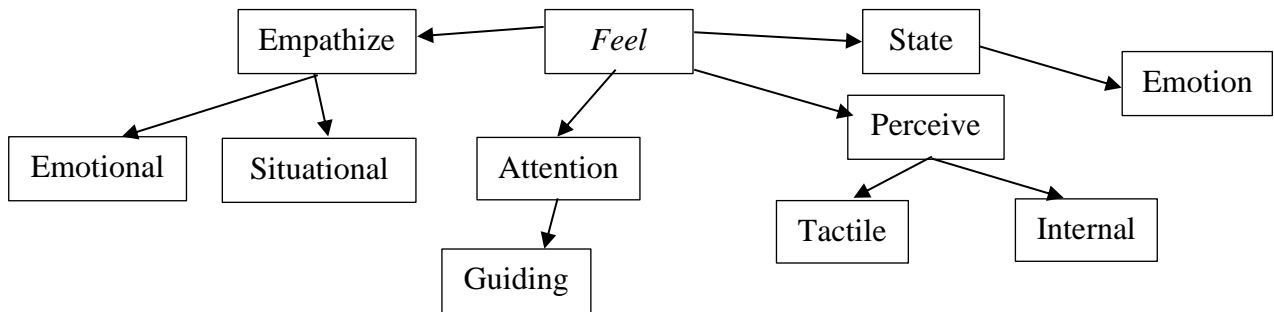 Empathize
Feel
State
Emotion
Perceive
Emotional
Situational
Attention
Tactile
Internal
Guiding